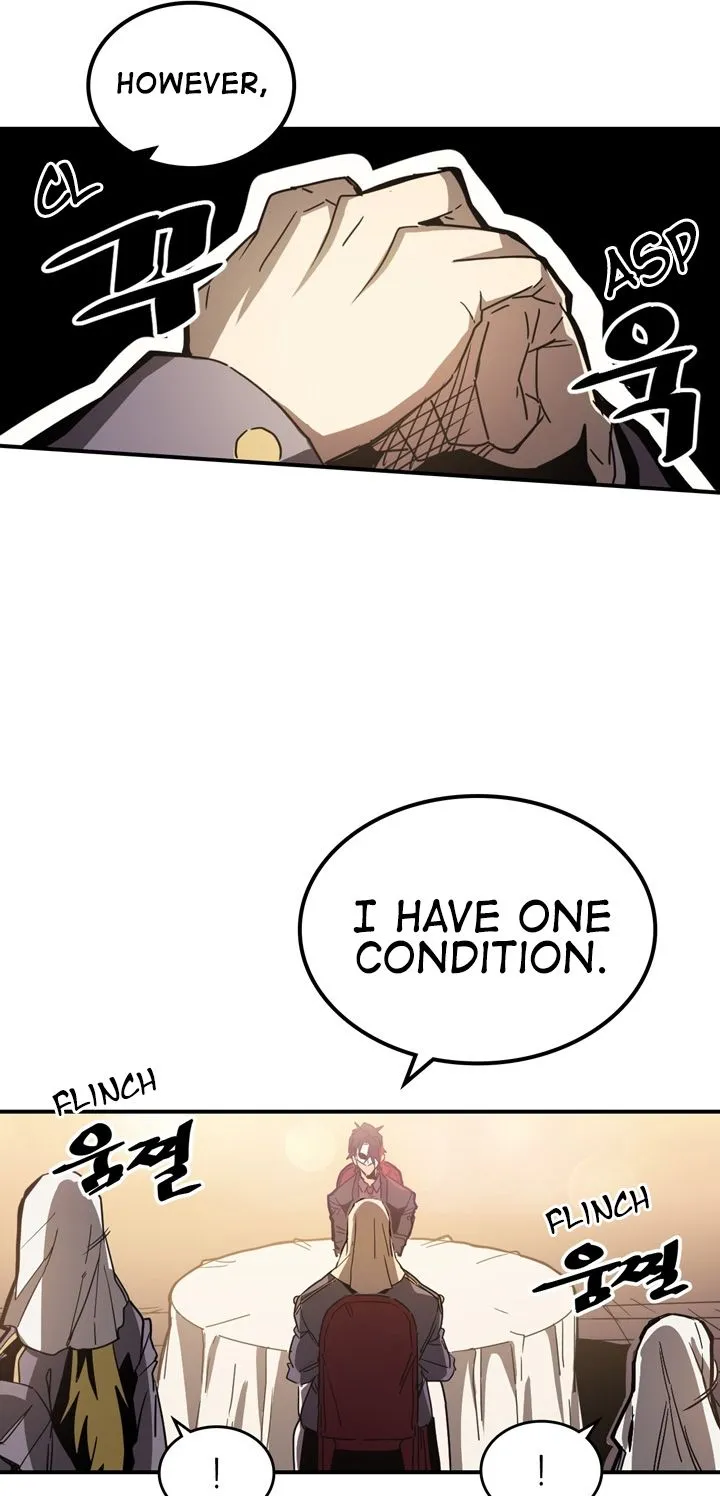 HOWEVER,
CL
꾸
ASP
욱
I HAVE ONE
CONDITION.
FLINCH
움찔
FLINCH
움찔
!
!